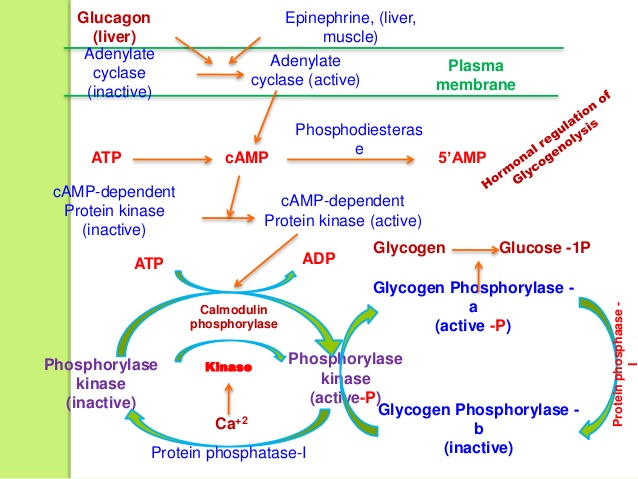 Glucagon
(liver)
Epinephrine, (liver,
muscle)
Adenylate
cyclase
(inactive)
Adenylate
cyclase (active)
Plasma
membrane
Hormonal regulation of
Glycogenolysis
Phosphodiesteras
e
ATP
cAMP
5’AMP
cAMP-dependent
Protein kinase
(inactive)
cAMP-dependent
Protein kinase (active)
Glycogen
Glucose -1P
ATP
ADP
Glycogen Phosphorylase -
a
(active -P)
Calmodulin
phosphorylase
Kinase
Phosphorylase
kinase
(inactive)
Phosphorylase
kinase
(active-P)
Protein phosphaase -
I
Ca+2
Glycogen Phosphorylase -
b
(inactive)
Protein phosphatase-I